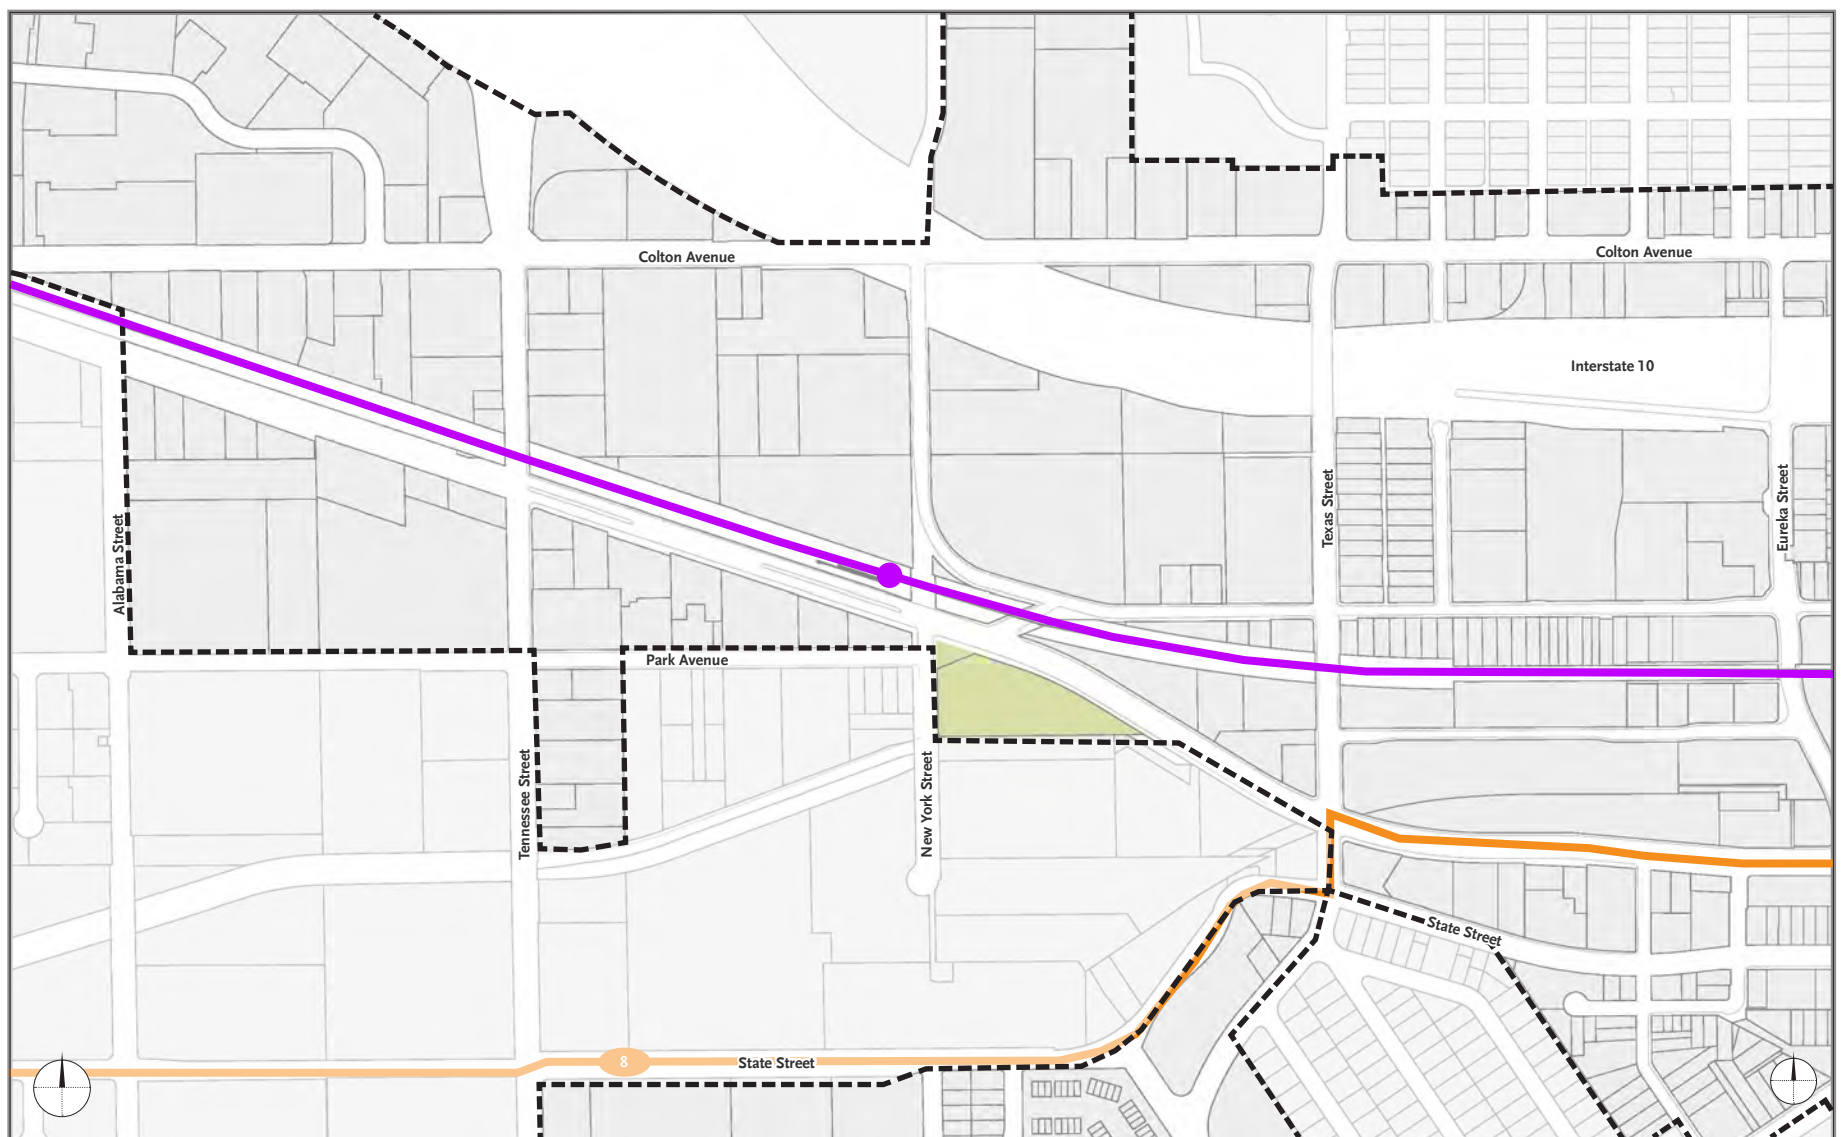 Colton Avenue
Colton Avenue
Interstate 10
Alabama Street
Texas Street
Eureka Street
Park Avenue
Tennessee Street
New York Street
State Street
8
State Street